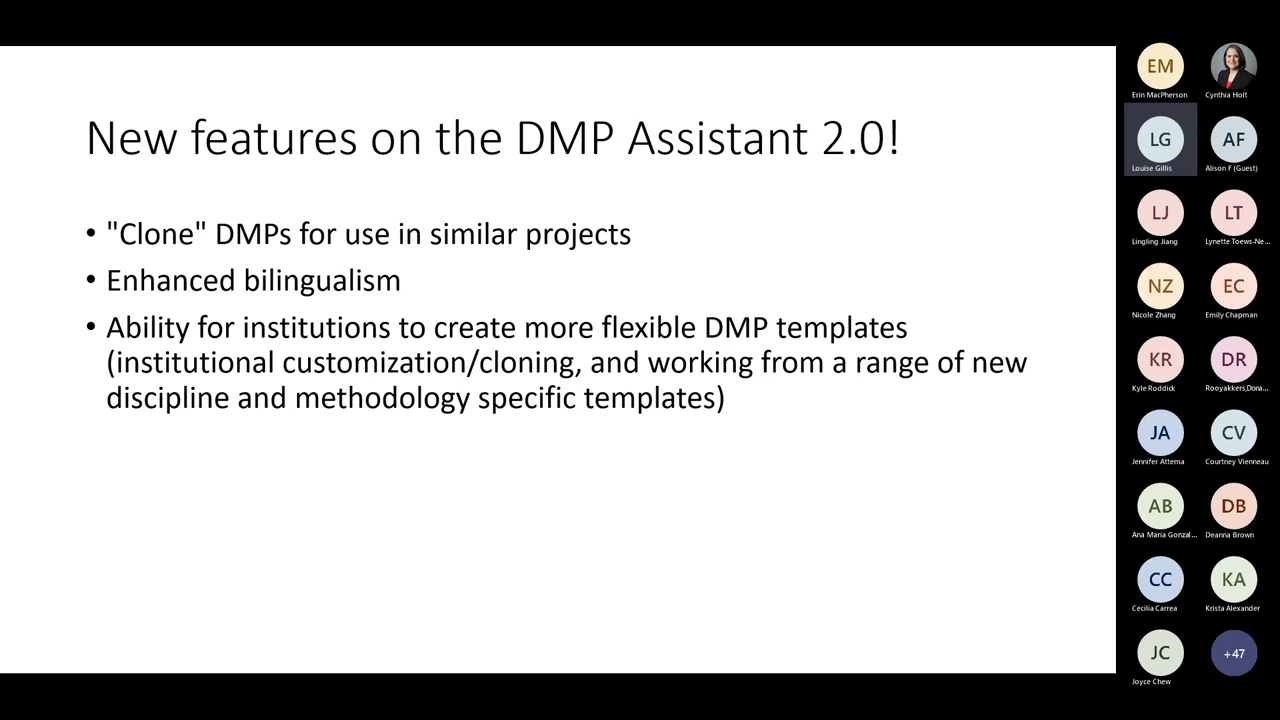 New features on the DMP Assistant 2.0!
• "Clone" DMPs for use in similar projects
• Enhanced bilingualism
• Ability for institutions to create more flexible DMP templates
(institutional customization/cloning, and working from a range of new
discipline and methodology specific templates)
EM
Erin MacPherson
Cynthia Holt
LG
Louise Gillis
AF
Alison F (Guest)
LJ
Lingling Jiang
LT
Lynette Toews-Ne...
NZ
Nicole Zhang
EC
Emily Chapman
KR
Kyle Roddick
DR
Rooyakkers,Dona...
JA
Jennifer Attema
CV
Courtney Vienneau
AB
Ana Maria Gonzal...
DB
Deanna Brown
CC
Cecilia Carrea
KA
Krista Alexander
JC
Joyce Chew
+47